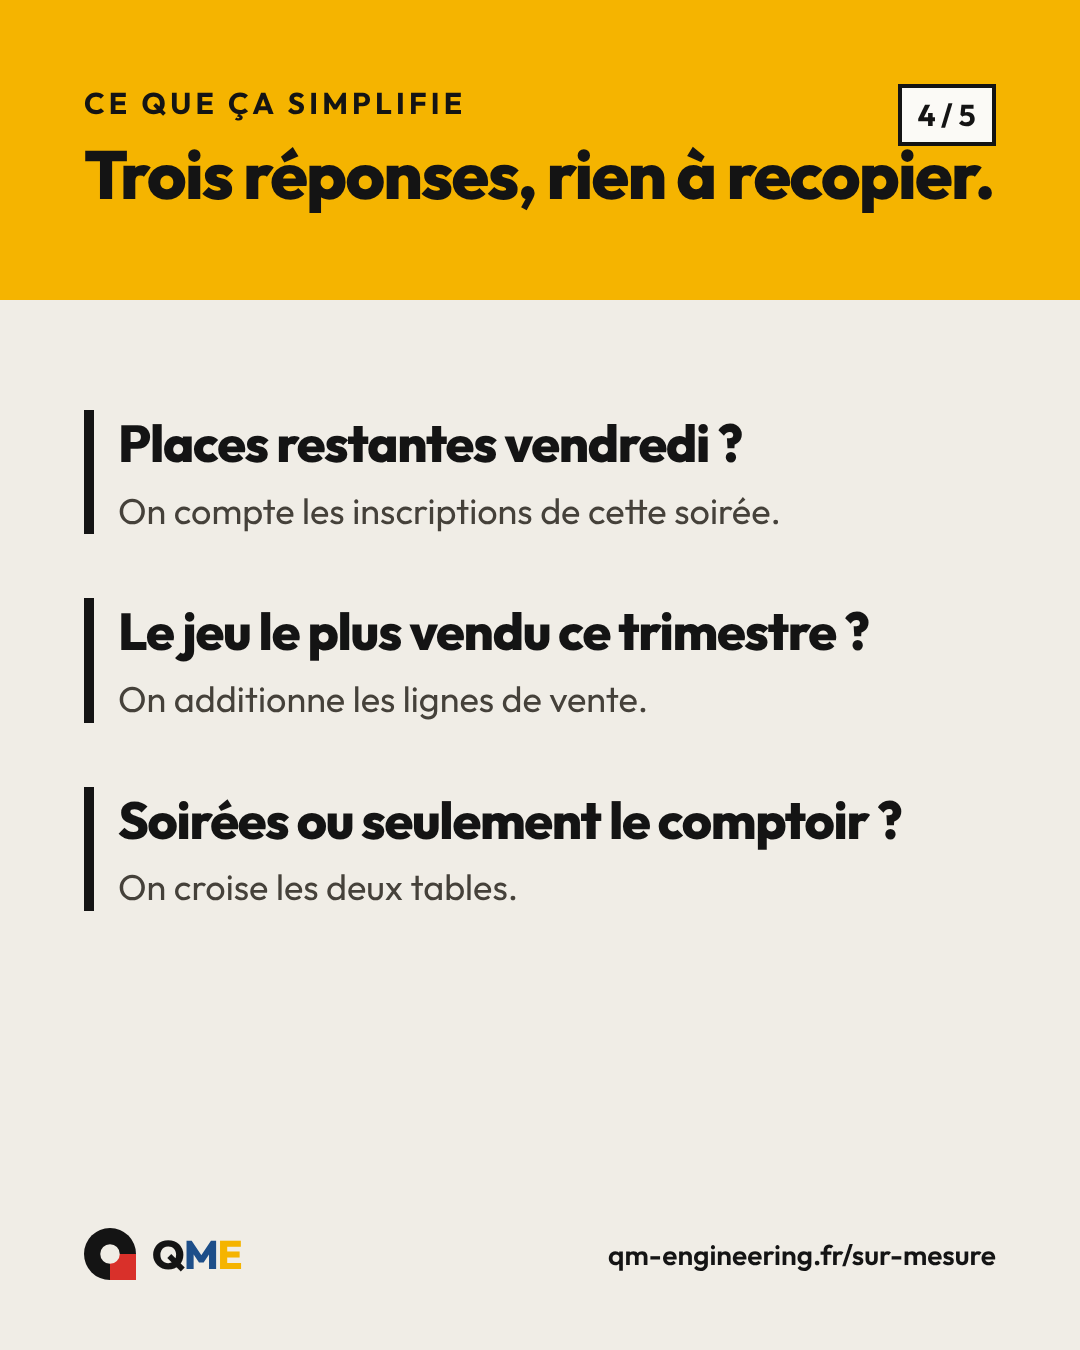 CE QUE ÇA SIMPLIFIE
4 / 5
Trois réponses, rien à recopier.
Places restantes vendredi ?
On compte les inscriptions de cette soirée.
Le jeu le plus vendu ce trimestre ?
On additionne les lignes de vente.
Soirées ou seulement le comptoir ?
On croise les deux tables.
QME
qm-engineering.fr/sur-mesure